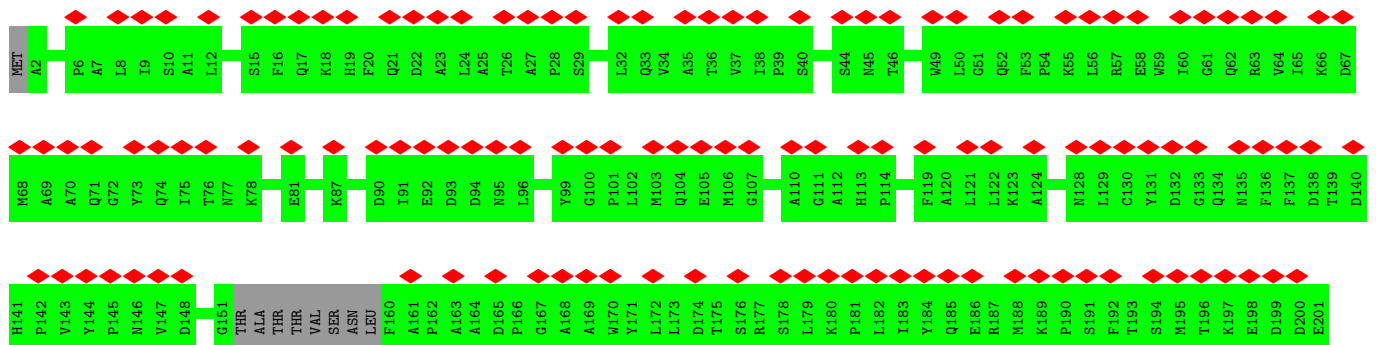 MET A2 P6 A7 L8 I9 S10 A11 L12 S15 F16 Q17 K18 H19 F20 Q21 D22 A23 L24 A25 T26 A27 P28 S29 L32 Q33 V34 A35 T36 V37 I38 P39 S40 S44 N45 T46 W49 L50 G51 Q52 F53 P54 K55 L56 R57 E58 W59 I60 G61 Q62 R63 V64 I65 K66 D67
M68 A69 A70 Q71 G72 Y73 Q74 I75 T76 N77 K78 E81 K87 D90 I91 E92 D93 D94 N95 L96 Y99 G100 P101 L102 M103 Q104 E105 M106 G107 A110 G111 A112 H113 P114 F119 A120 L121 L122 K123 A124 N128 L129 C130 Y131 D132 G133 Q134 N135 F136 F137 D138 T139 D140
H141 P142 V143 Y144 P145 N146 V147 D148 G151 THR ALA THR THR VAL SER ASN LEU F160 A161 P162 A163 A164 D165 P166 G167 A168 A169 W170 Y171 L172 L173 D174 T175 S176 R177 S178 L179 K180 P181 L182 I183 Y184 Q185 E186 R187 M188 K189 P190 S191 F192 T193 S194 M195 T196 K197 E198 D199 D200 E201